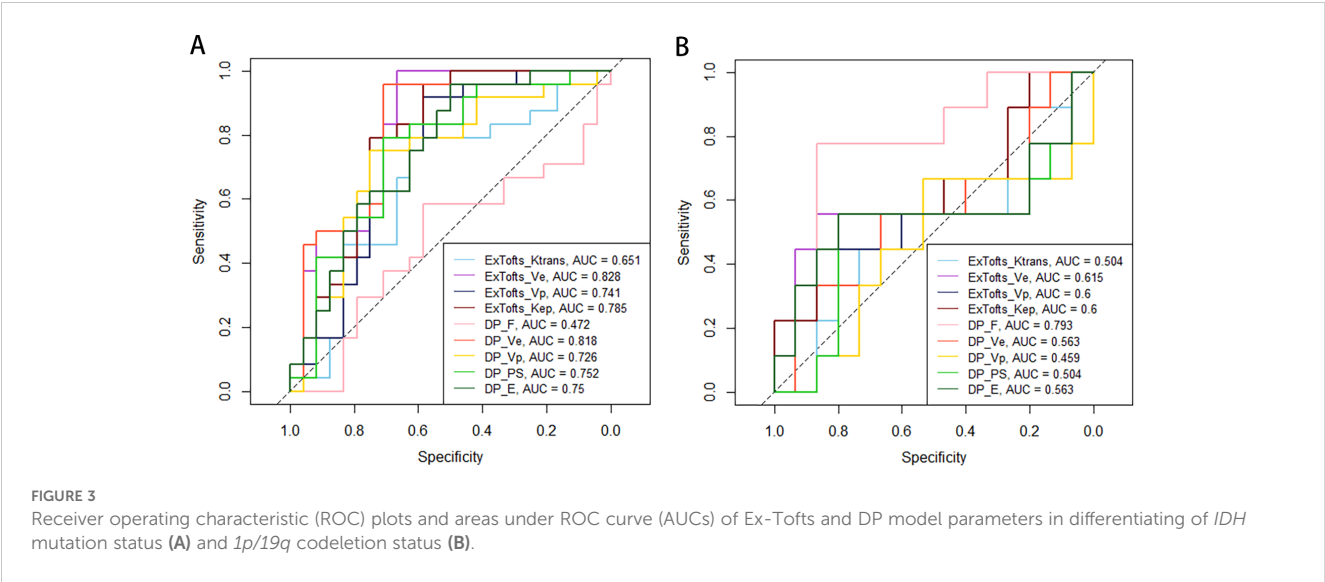 A
1.0
0.8
0.6
0.4
0.2
0.0
Sensitivity
ExTofts_Ktrans, AUC = 0.651
ExTofts_Ve, AUC = 0.828
ExTofts_Vp, AUC = 0.741
ExTofts_Kep, AUC = 0.785
DP_F, AUC = 0.472
DP_Ve, AUC = 0.818
DP_Vp, AUC = 0.726
DP_PS, AUC = 0.752
DP_E, AUC = 0.75
1.0 0.8 0.6 0.4 0.2 0.0
Specificity
B
1.0
0.8
0.6
0.4
0.2
0.0
Sensitivity
ExTofts_Ktrans, AUC = 0.504
ExTofts_Ve, AUC = 0.615
ExTofts_Vp, AUC = 0.6
ExTofts_Kep, AUC = 0.6
DP_F, AUC = 0.793
DP_Ve, AUC = 0.563
DP_Vp, AUC = 0.459
DP_PS, AUC = 0.504
DP_E, AUC = 0.563
1.0 0.8 0.6 0.4 0.2 0.0
Specificity
FIGURE 3
Receiver operating characteristic (ROC) plots and areas under ROC curve (AUCs) of Ex-Tofts and DP model parameters in differentiating of IDH
mutation status (A) and 1p/19q codeletion status (B).